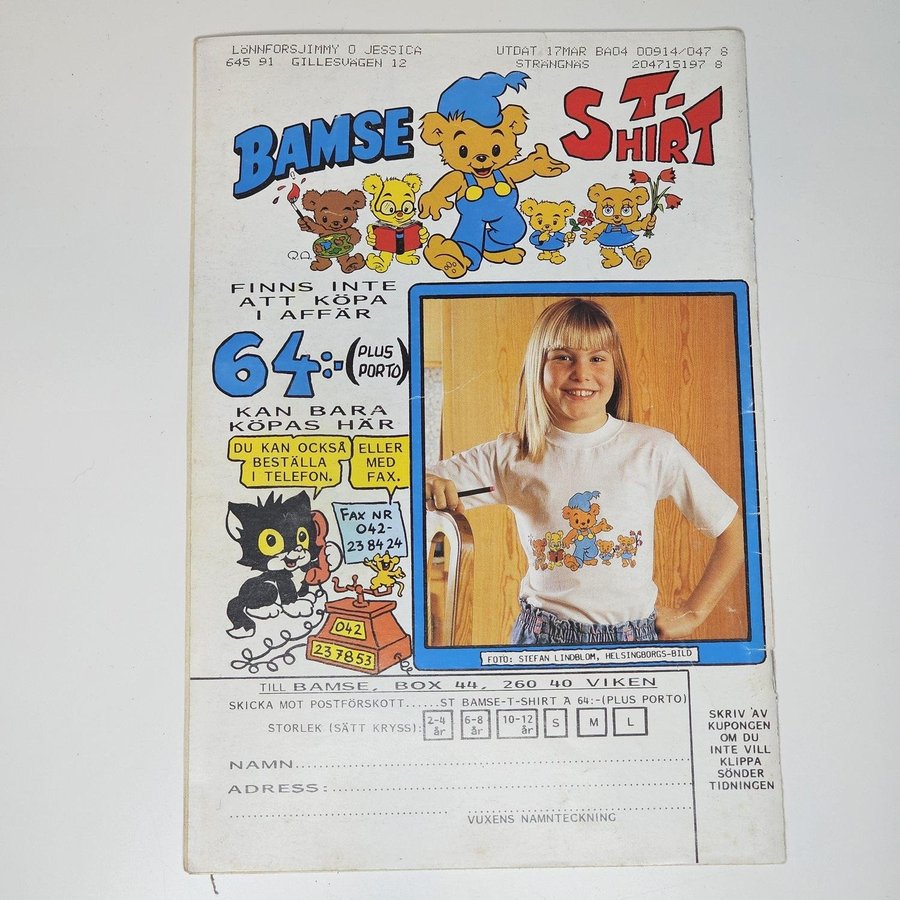 LöNNFORSJIMMY O JESSICA UTDAT 17MAR BA04 00914/047 8
645 91 GILLESVAGEN 12 STRANGNAS 204715197 8
BAMSE T-SHIRT
Q.A.
FINNS INTE
ATT KÖPA
I AFFÄR
64:- (PLUS PORTO)
KAN BARA
KÖPAS HÄR
DU KAN OCKSÅ
BESTÄLLA
I TELEFON.
ELLER
MED
FAX.
FAX NR
042-
23 84 24
042
23 78 53
FOTO: STEFAN LINDBLOM, HELSINGBORGS-BILD
TILL BAMSE, BOX 44, 260 40 VIKEN
SKICKA MOT POSTFÖRSKOTT......ST BAMSE-T-SHIRT A 64:-(PLUS PORTO)
STORLEK (SÄTT KRYSS): 2-4 år 6-8 år 10-12 år S M L
NAMN
ADRESS:
VUXENS NAMNTECKNING
SKRIV AV
KUPONGEN
OM DU
INTE VILL
KLIPPA
SÖNDER
TIDNINGEN